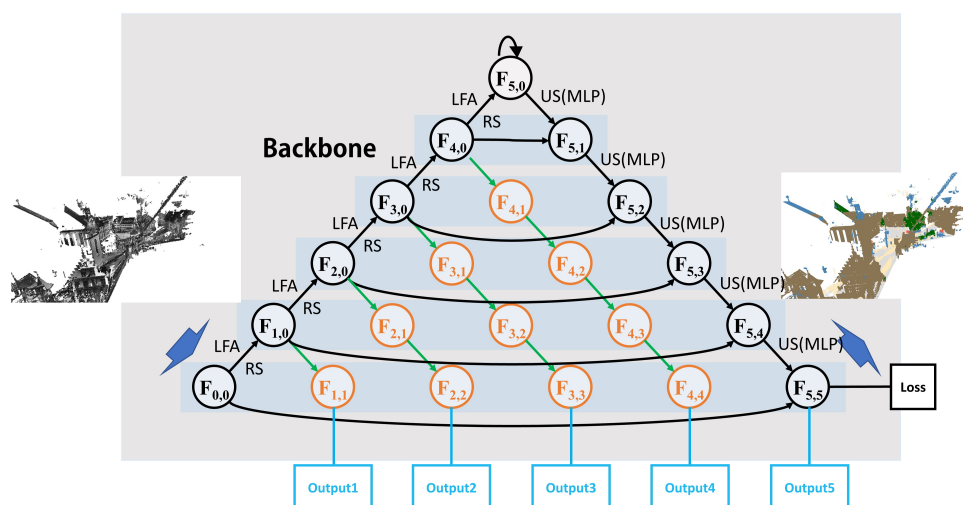 F5,0
LFA US(MLP)
RS
Backbone
F4,0 F5,1
LFA US(MLP)
RS
F3,0 F4,1 F5,2
LFA US(MLP)
RS
F2,0 F3,1 F4,2 F5,3
LFA US(MLP)
RS
F1,0 F2,1 F3,2 F4,3 F5,4
LFA US(MLP)
RS
F0,0 F1,1 F2,2 F3,3 F4,4 F5,5 Loss
Output1 Output2 Output3 Output4 Output5